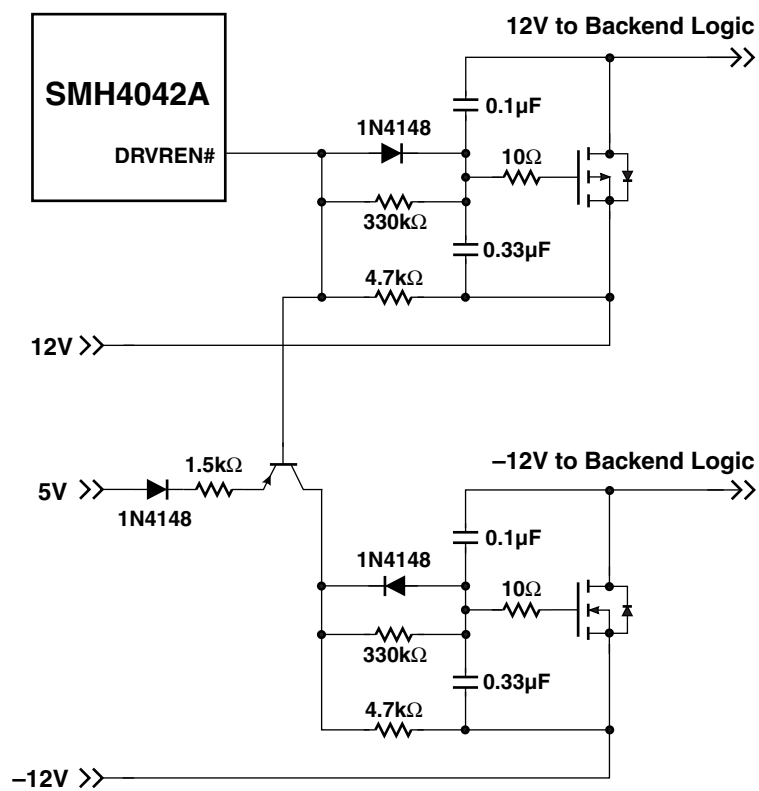 12V to Backend Logic
SMH4042A
DRVREN#
1N4148
0.1µF
10Ω
330kΩ
0.33µF
4.7kΩ
12V
–12V to Backend Logic
5V
1.5kΩ
1N4148
1N4148
0.1µF
10Ω
330kΩ
0.33µF
4.7kΩ
–12V